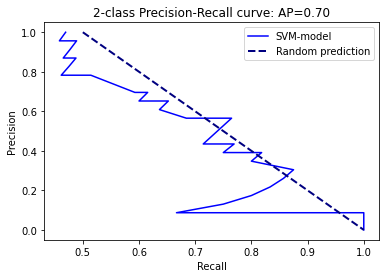 2-class Precision-Recall curve: AP=0.70
SVM-model
Random prediction
Precision
1.0
0.8
0.6
0.4
0.2
0.0
0.5 0.6 0.7 0.8 0.9 1.0
Recall